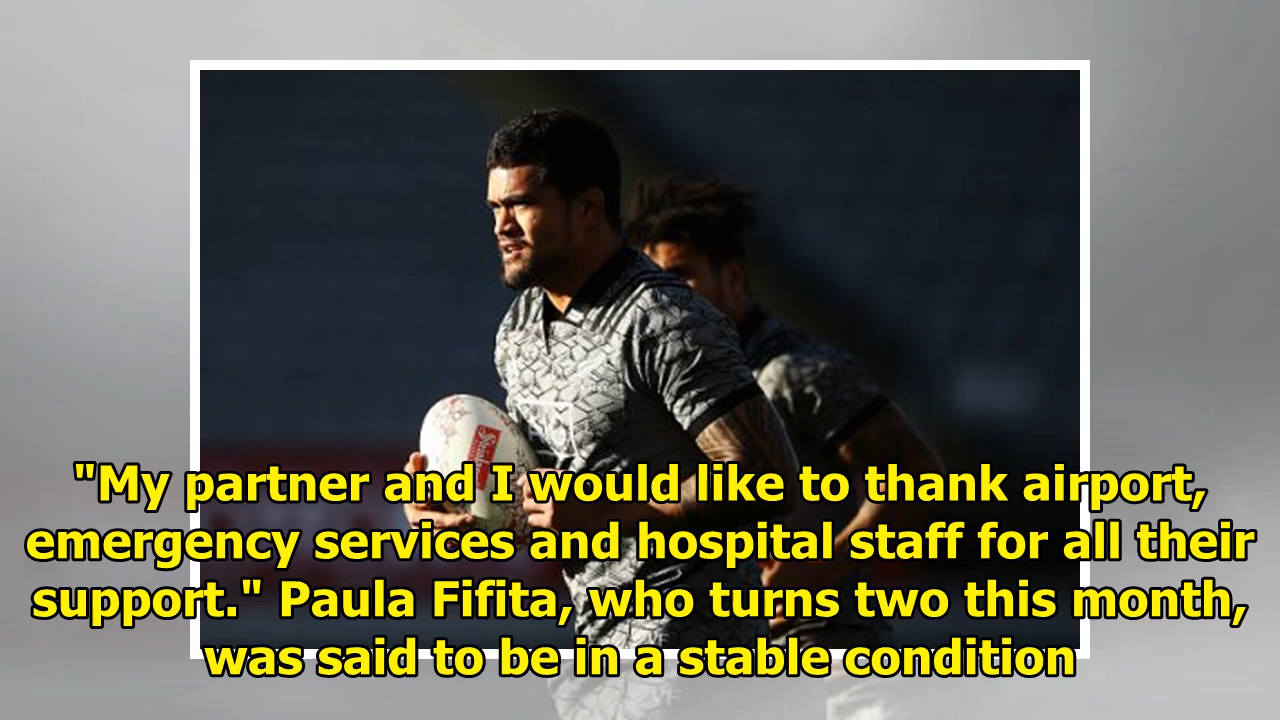 "My partner and I would like to thank airport,
emergency services and hospital staff for all their
support." Paula Fifita, who turns two this month,
was said to be in a stable condition